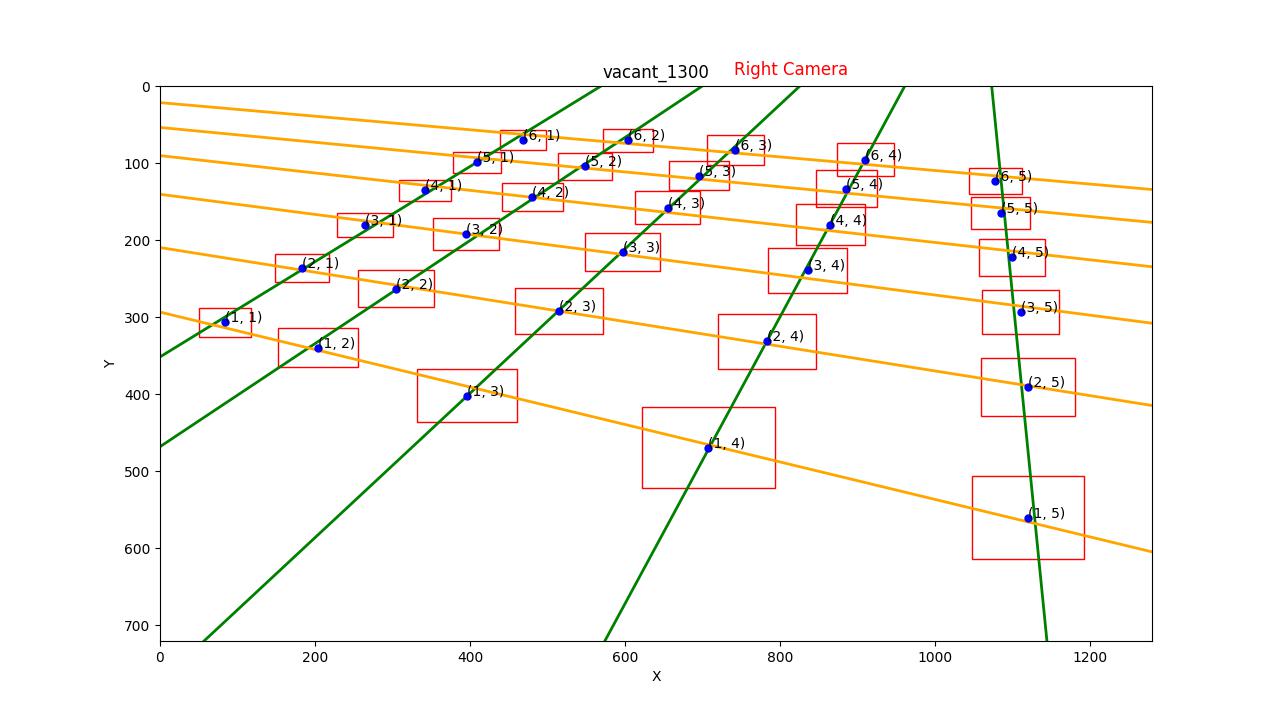 vacant_1300 Right Camera
0
(6, 1) (6, 2)
(6, 3)
(5, 1) (5, 2) (6, 4)
100
(5, 3)
(4, 1) (5, 4) (6, 5)
(4, 2)
(4, 3) (5, 5)
200
(3, 1) (3, 2) (4, 4)
(3, 3) (4, 5)
(2, 1) (3, 4)
(2, 2)
300
(1, 1) (2, 3) (3, 5)
(1, 2) (2, 4)
Y
(2, 5)
400
(1, 3)
(1, 4)
500
(1, 5)
600
700
0 200 400 600 800 1000 1200
X